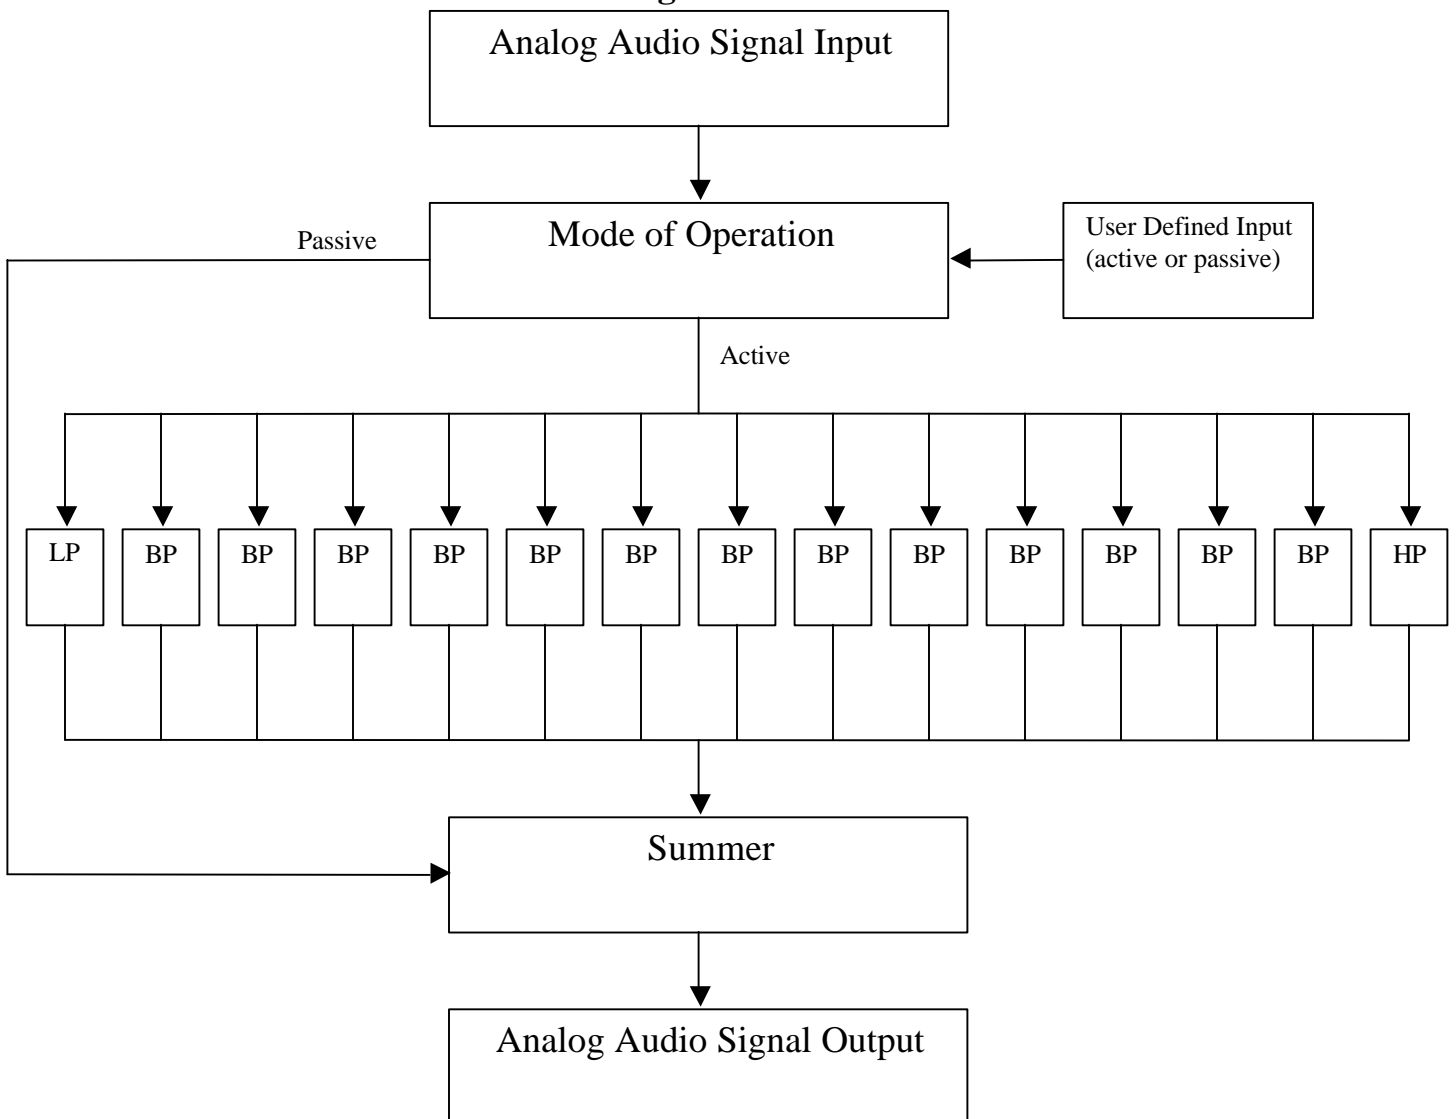 Analog Audio Signal Input
Mode of Operation
User Defined Input
(active or passive)
Passive
Active
LP BP BP BP BP BP BP BP BP BP BP BP BP BP HP
Summer
Analog Audio Signal Output